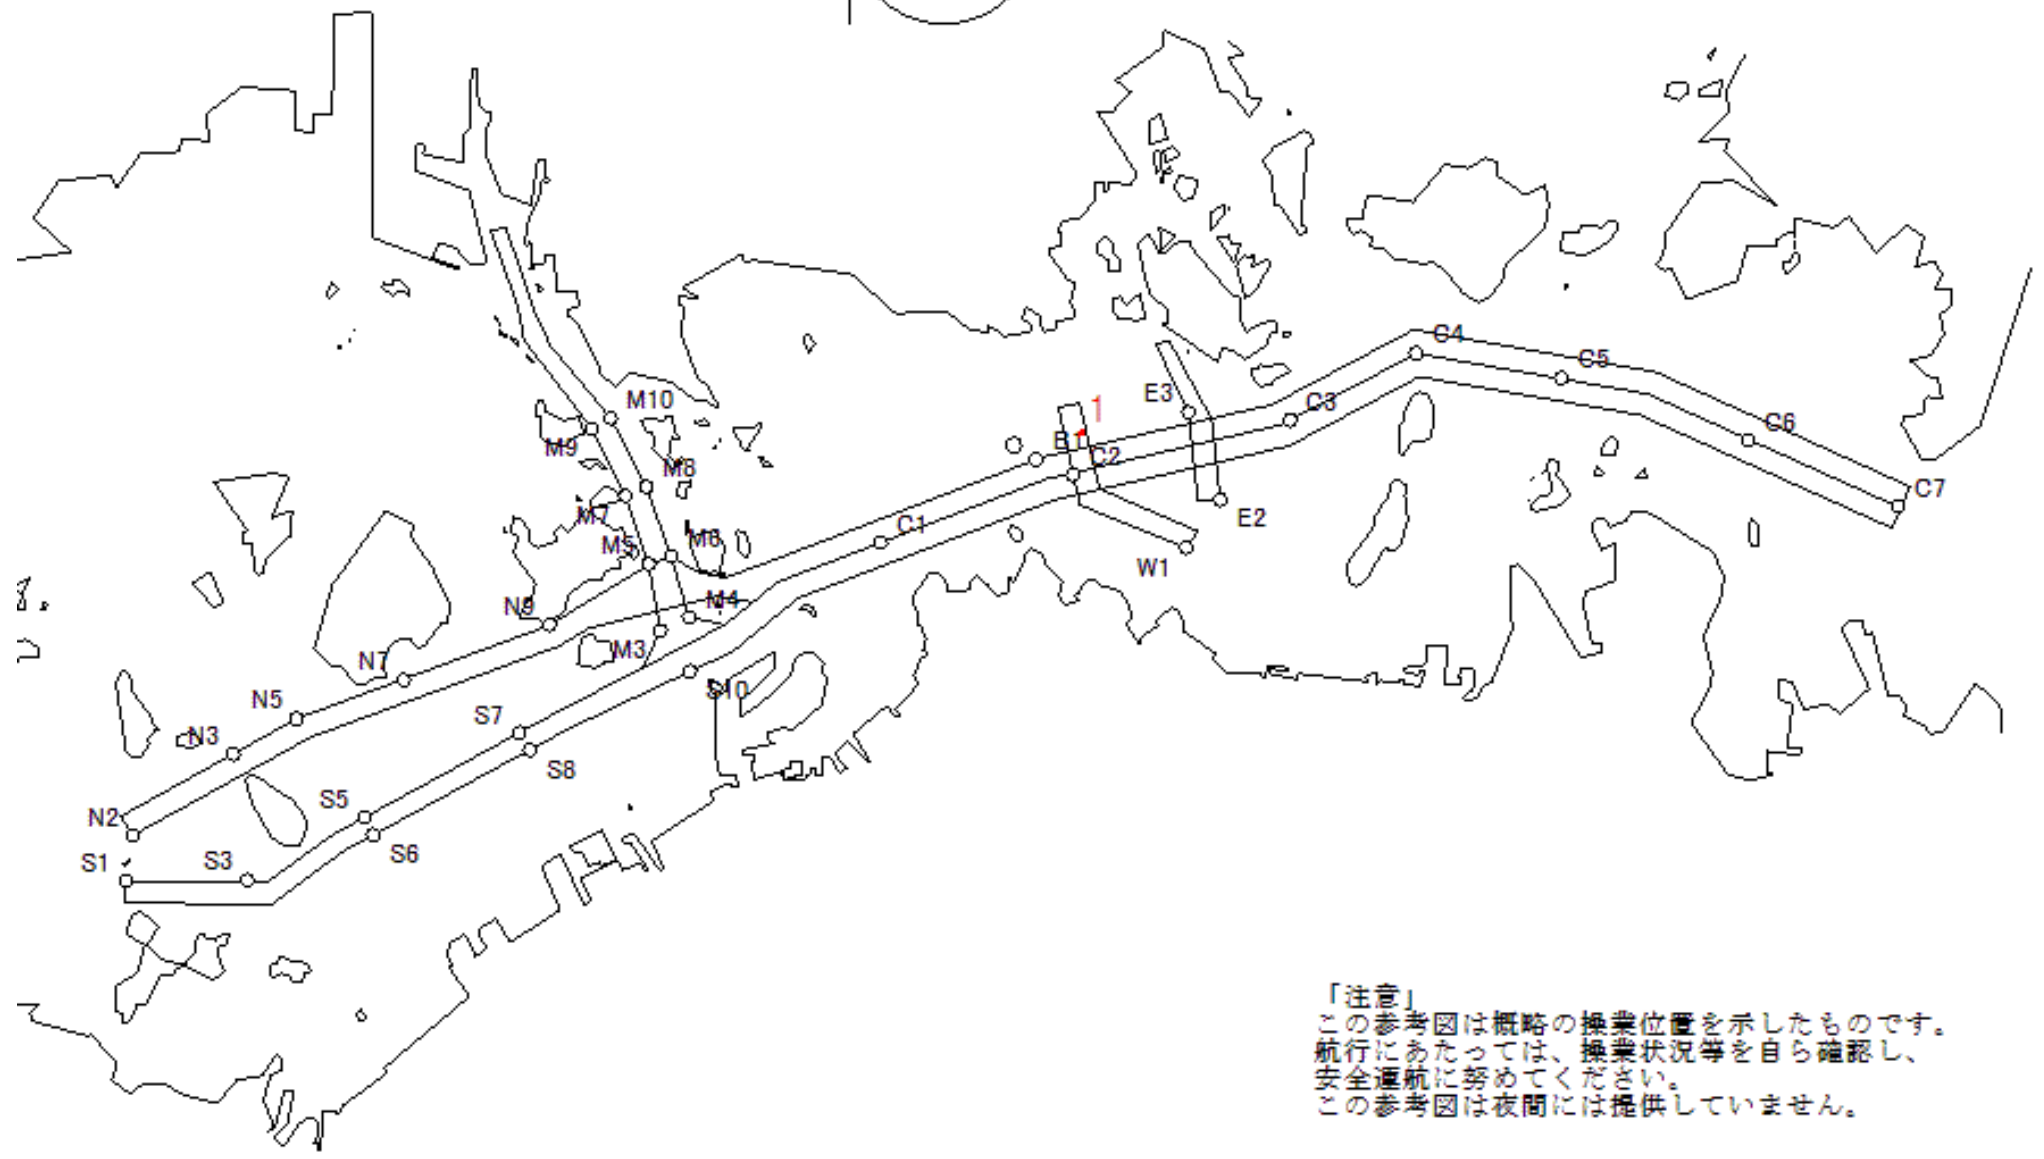 C4
C5
M10
E3
1
C3
C6
M9
B1
C2
M8
C7
M7
E2
C1
M6
M5
W1
N9
M4
M3
N7
S10
N5
S7
N3
S8
S5
N2
S6
S1
S3
「注意」
この参考図は概略の操業位置を示したものです。
航行にあたっては、操業状況等を自ら確認し、
安全運航に努めてください。
この参考図は夜間には提供していません。